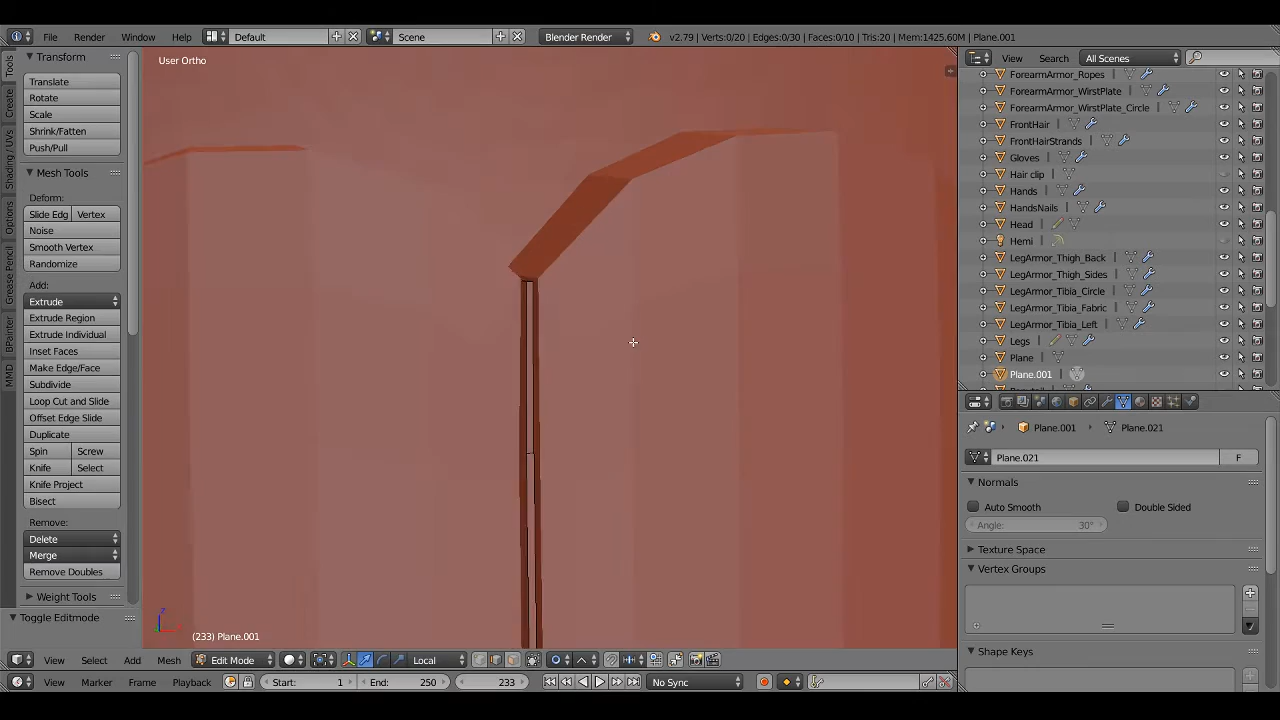 File Render Window Help Default Scene Blender Render v2.79 | Verts:0/20 | Edges:0/30 | Faces:0/10 | Tris:20 | Mem:1425.60M | Plane.001
Tools
Create
Shading / UVs
Options
Grease Pencil
BPainter
MMD
Transform
Translate
Rotate
Scale
Shrink/Fatten
Push/Pull
Mesh Tools
Deform:
Slide Edg Vertex
Noise
Smooth Vertex
Randomize
Add:
Extrude
Extrude Region
Extrude Individual
Inset Faces
Make Edge/Face
Subdivide
Loop Cut and Slide
Offset Edge Slide
Duplicate
Spin Screw
Knife Select
Knife Project
Bisect
Remove:
Delete
Merge
Remove Doubles
Weight Tools
Toggle Editmode
User Ortho
(233) Plane.001
View Search All Scenes
ForearmArmor_Ropes
ForearmArmor_WirstPlate
ForearmArmor_WirstPlate_Circle
FrontHair
FrontHairStrands
Gloves
Hair clip
Hands
HandsNails
Head
Hemi
LegArmor_Thigh_Back
LegArmor_Thigh_Sides
LegArmor_Tibia_Circle
LegArmor_Tibia_Fabric
LegArmor_Tibia_Left
Legs
Plane
Plane.001
Plane.001 Plane.021
Plane.021 F
Normals
Auto Smooth Double Sided
Angle: 30°
Texture Space
Vertex Groups
Shape Keys
View Select Add Mesh Edit Mode Local
View Marker Frame Playback Start: 1 End: 250 233 No Sync